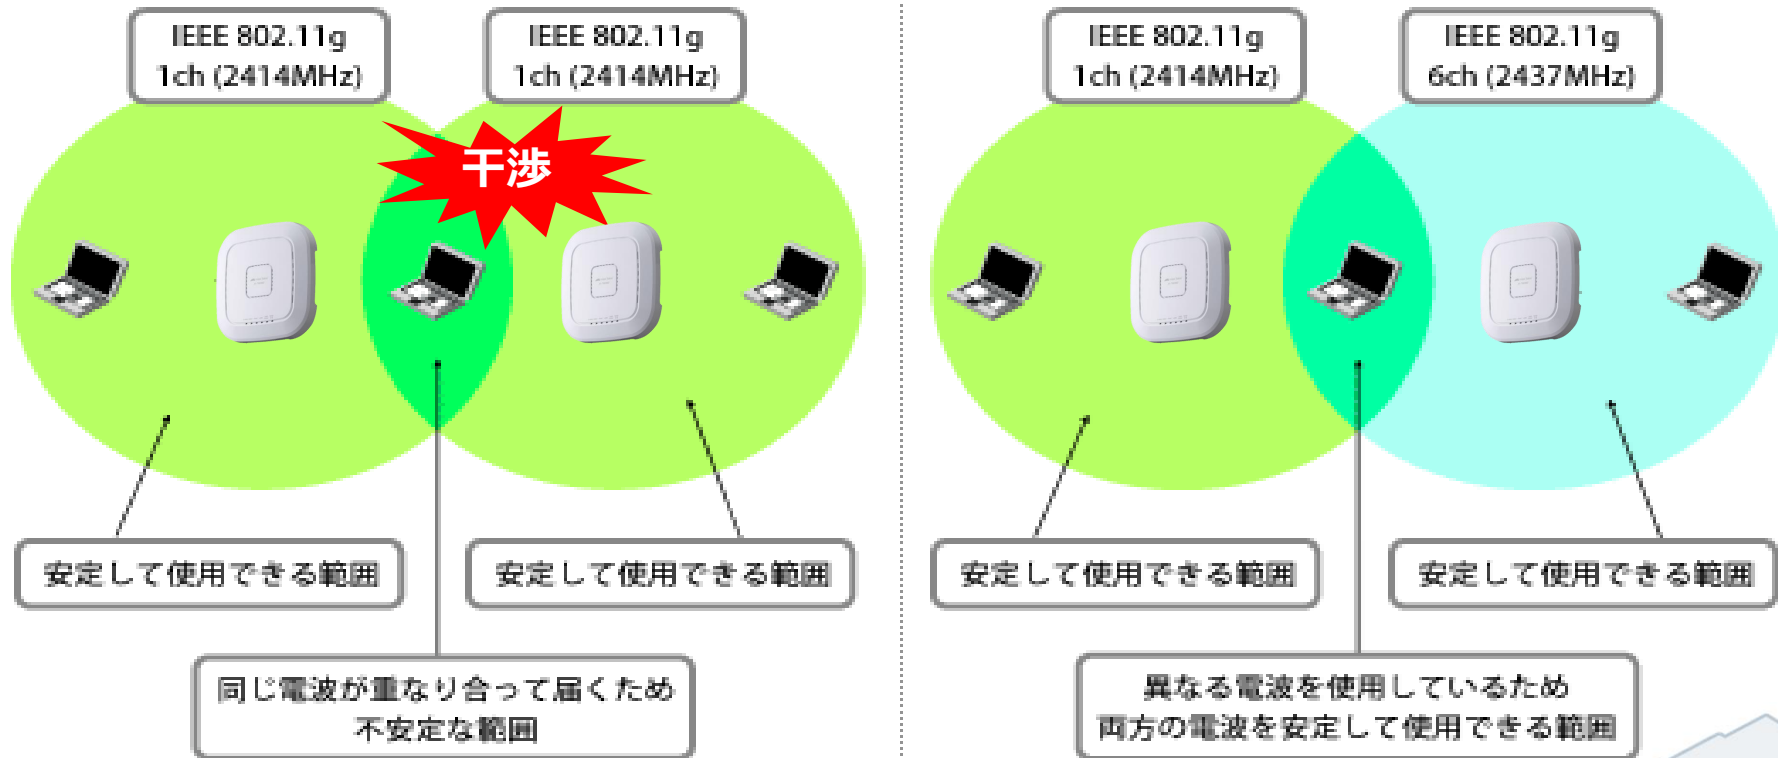 IEEE 802.11g
1ch (2414MHz)
IEEE 802.11g
1ch (2414MHz)
干渉
安定して使用できる範囲
安定して使用できる範囲
同じ電波が重なり合って届くため
不安定な範囲
IEEE 802.11g
1ch (2414MHz)
IEEE 802.11g
6ch (2437MHz)
安定して使用できる範囲
安定して使用できる範囲
異なる電波を使用しているため
両方の電波を安定して使用できる範囲